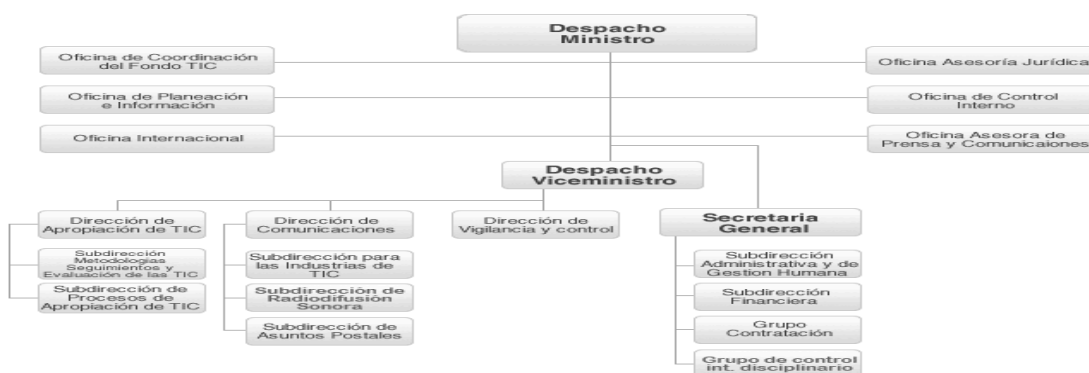 Despacho
Ministro
Oficina de Coordinación
del Fondo TIC
Oficina Asesoría Jurídica
Oficina de Planeación
e Información
Oficina de Control
Interno
Oficina Internacional
Oficina Asesora de
Prensa y Comunicaiones
Despacho
Viceministro
Dirección de
Apropiación de TIC
Dirección de
Comunicaciones
Dirección de
Vigilancia y control
Secretaria
General
Subdirección
Metodologías
Seguimientos y
Evaluación de las TIC
Subdirección de
Procesos de
Apropiación de TIC
Subdirección para
las Industrias de
TIC
Subdirección de
Radiodifusión
Sonora
Subdirección de
Asuntos Postales
Subdirección
Administrativa y de
Gestion Humana
Subdirección
Financiera
Grupo
Contratación
Grupo de control
int. disciplinario